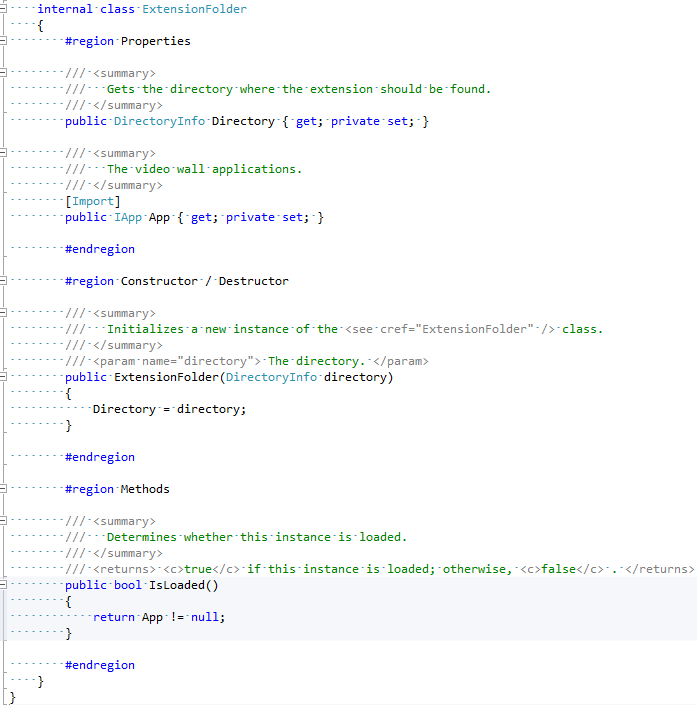 internal class ExtensionFolder
{
#region Properties
/// <summary>
///   Gets the directory where the extension should be found.
/// </summary>
public DirectoryInfo Directory { get; private set; }
/// <summary>
///   The video wall applications.
/// </summary>
[Import]
public IApp App { get; private set; }
#endregion
#region Constructor / Destructor
/// <summary>
///   Initializes a new instance of the <see cref="ExtensionFolder" /> class.
/// </summary>
/// <param name="directory"> The directory. </param>
public ExtensionFolder(DirectoryInfo directory)
{
Directory = directory;
}
#endregion
#region Methods
/// <summary>
///   Determines whether this instance is loaded.
/// </summary>
/// <returns> <c>true</c> if this instance is loaded; otherwise, <c>false</c> . </returns>
public bool IsLoaded()
{
return App != null;
}
#endregion
}
}